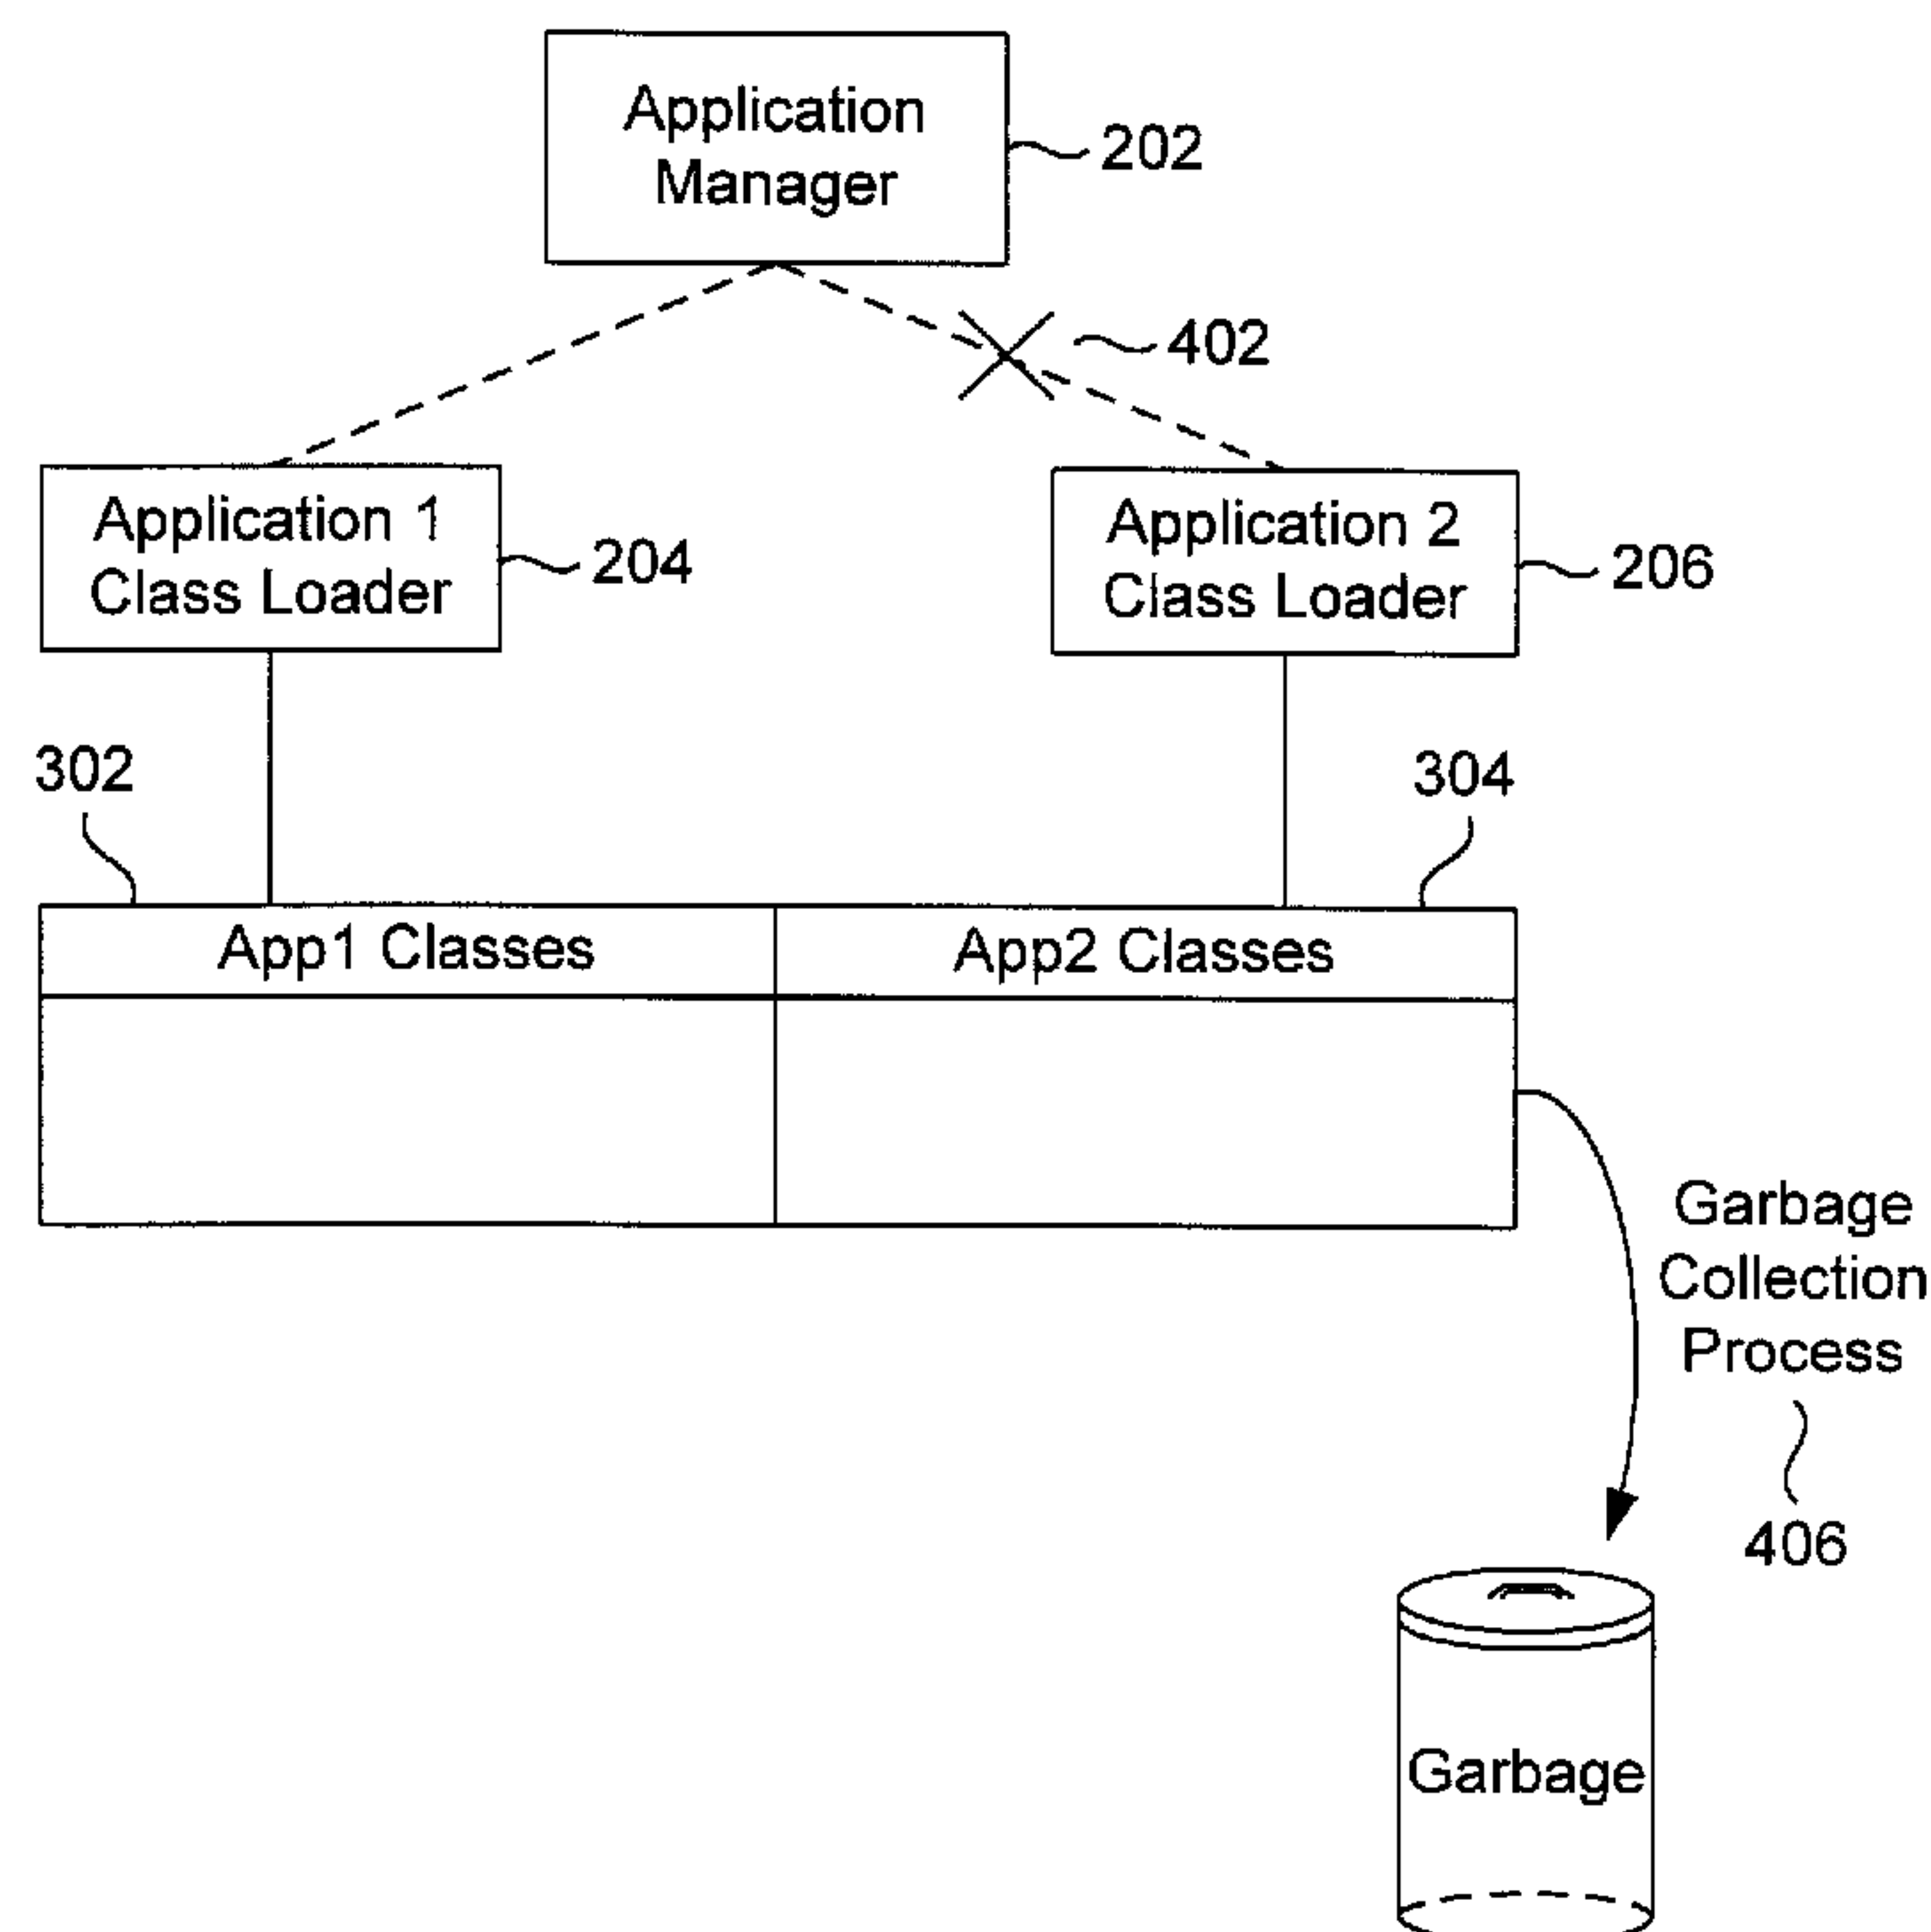 Application
Manager
202
402
Application 1
Class Loader
204
Application 2
Class Loader
206
302
304
App1 Classes
App2 Classes
Garbage
Collection
Process
406
Garbage